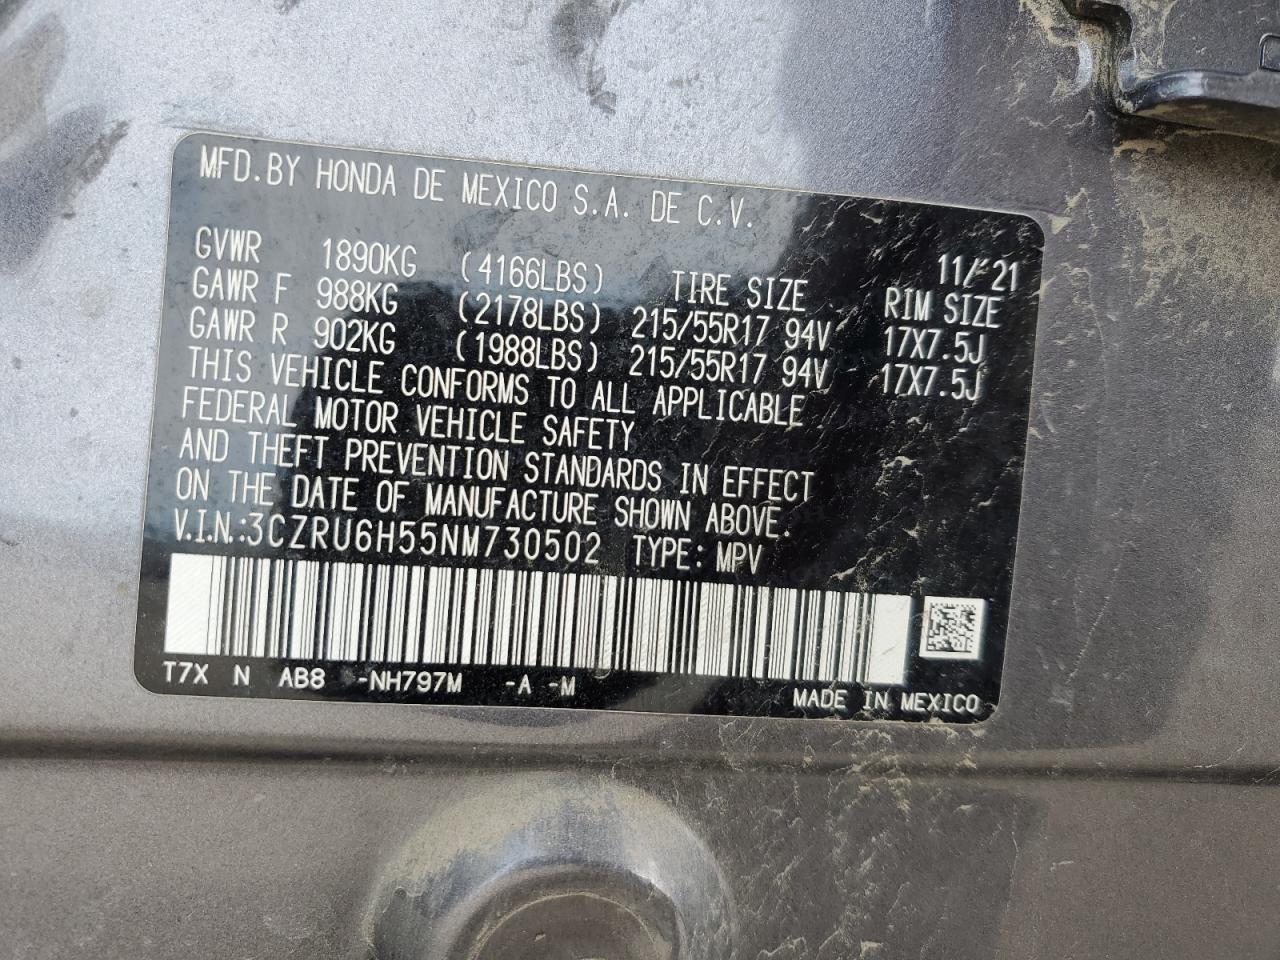 MFD.BY HONDA DE MEXICO S.A. DE C.V.
11/'21
GVWR 1890KG (4166LBS) TIRE SIZE RIM SIZE
GAWR F 988KG (2178LBS) 215/55R17 94V 17X7.5J
GAWR R 902KG (1988LBS) 215/55R17 94V 17X7.5J
THIS VEHICLE CONFORMS TO ALL APPLICABLE
FEDERAL MOTOR VEHICLE SAFETY
AND THEFT PREVENTION STANDARDS IN EFFECT
ON THE DATE OF MANUFACTURE SHOWN ABOVE.
V.I.N.:3CZRU6H55NM730502 TYPE: MPV
T7X N AB8 -NH797M -A -M
MADE IN MEXICO